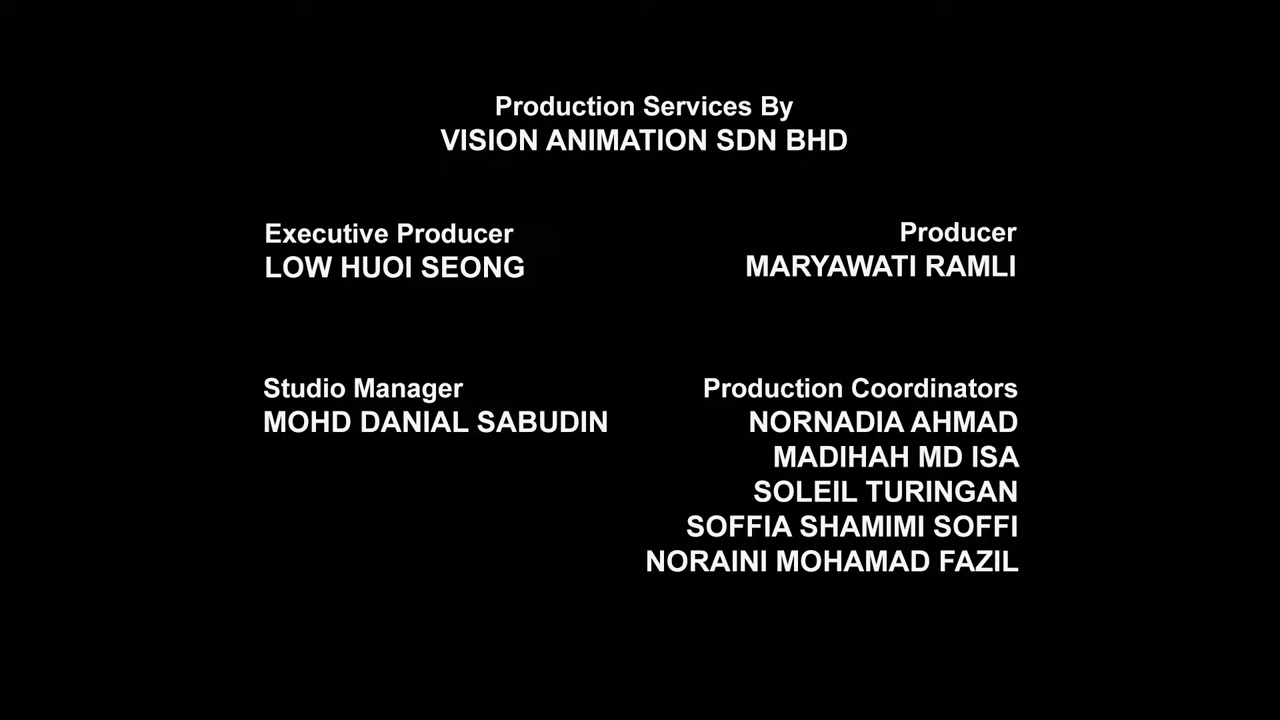 Production Services By
VISION ANIMATION SDN BHD
Executive Producer
LOW HUOI SEONG
Producer
MARYAWATI RAMLI
Studio Manager
MOHD DANIAL SABUDIN
Production Coordinators
NORNADIA AHMAD
MADIHAH MD ISA
SOLEIL TURINGAN
SOFFIA SHAMIMI SOFFI
NORAINI MOHAMAD FAZIL